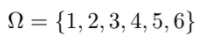 Ω = {1, 2, 3, 4, 5, 6}